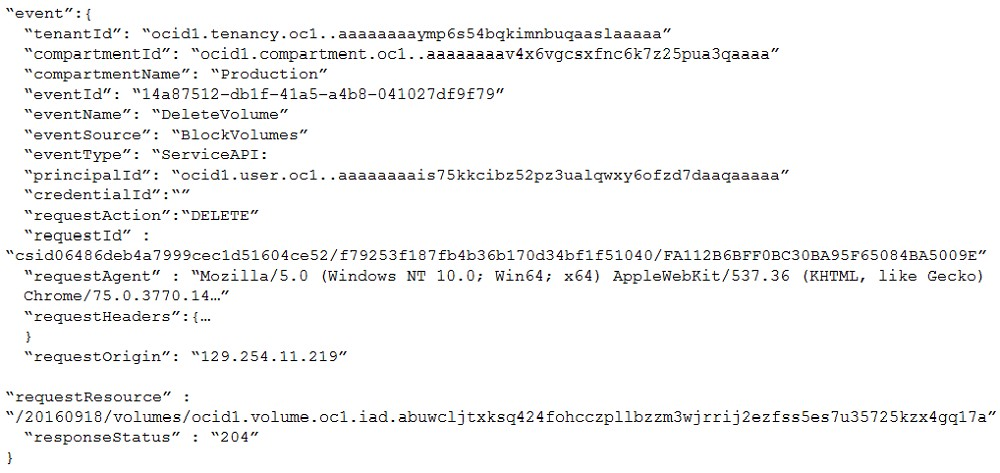 “event”:{
“tenantId”: “ocid1.tenancy.oc1..aaaaaaaaymp6s54bqkimnbuqaaslaaaaa”
“compartmentId”: “ocid1.compartment.oc1..aaaaaaaav4x6vgcsxfnc6k7z25pua3qaaaa”
“compartmentName”: “Production”
“eventId”: “14a87512-db1f-41a5-a4b8-041027df9f79”
“eventName”: “DeleteVolume”
“eventSource”: “BlockVolumes”
“eventType”: “ServiceAPI:
“principalId”: “ocid1.user.oc1..aaaaaaaais75kkcibz52pz3ualqwxy6ofzd7daaqaaaaa”
“credentialId”:“”
“requestAction”:“DELETE”
“requestId” :
“csid06486deb4a7999cec1d51604ce52/f79253f187fb4b36b170d34bf1f51040/FA112B6BFF0BC30BA95F65084BA5009E”
“requestAgent” : “Mozilla/5.0 (Windows NT 10.0; Win64; x64) AppleWebKit/537.36 (KHTML, like Gecko)
Chrome/75.0.3770.14…”
“requestHeaders”:{…
}
“requestOrigin”: “129.254.11.219”
“requestResource” :
“/20160918/volumes/ocid1.volume.oc1.iad.abuwcljtxksq424fohcczpllbzzm3wjrrij2ezfss5es7u35725kzx4gq17a”
“responseStatus” : “204”
}